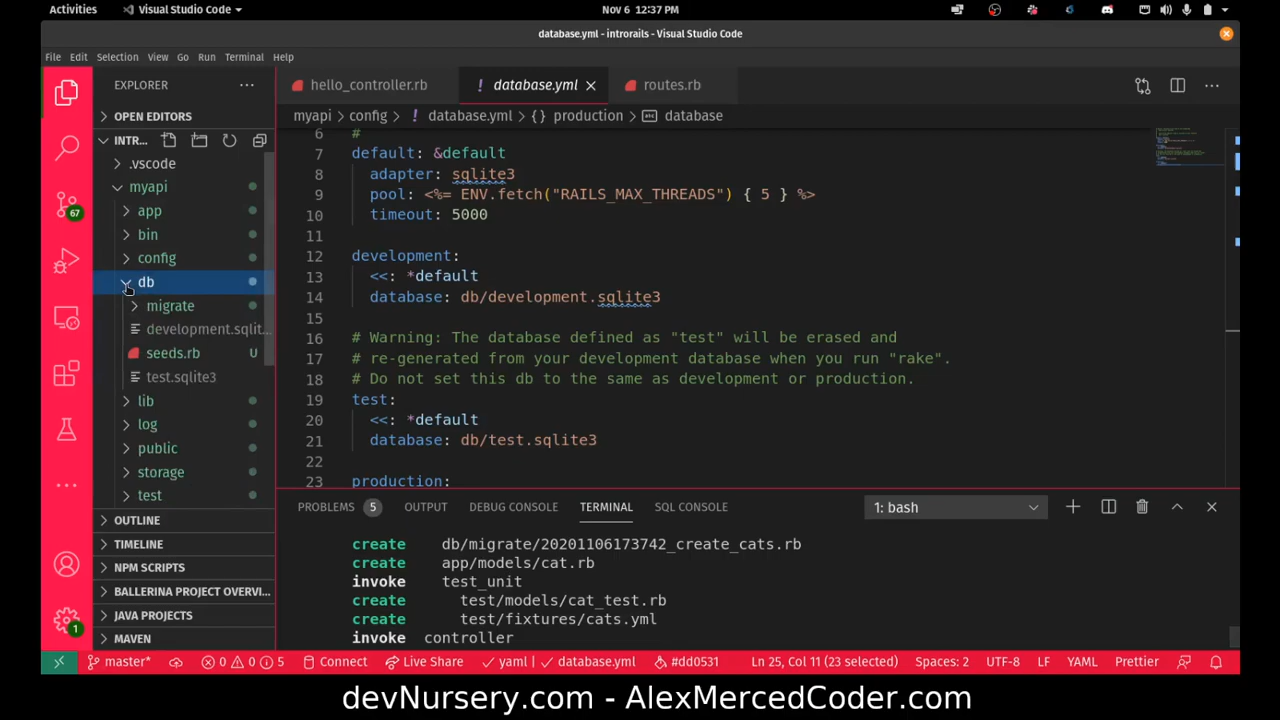 Activities
Visual Studio Code
Nov 6 12:37 PM
database.yml - introrails - Visual Studio Code
File Edit Selection View Go Run Terminal Help
EXPLORER
OPEN EDITORS
INTR...
.vscode
myapi
app
bin
config
db
migrate
development.sqlit...
seeds.rb U
test.sqlite3
lib
log
public
storage
test
OUTLINE
TIMELINE
NPM SCRIPTS
BALLERINA PROJECT OVERVI...
JAVA PROJECTS
MAVEN
67
1
hello_controller.rb
! database.yml
routes.rb
myapi > config > ! database.yml > {} production > database
6 #
7 default: &default
8 adapter: sqlite3
9 pool: <%= ENV.fetch("RAILS_MAX_THREADS") { 5 } %>
10 timeout: 5000
11
12 development:
13 <<: *default
14 database: db/development.sqlite3
15
16 # Warning: The database defined as "test" will be erased and
17 # re-generated from your development database when you run "rake".
18 # Do not set this db to the same as development or production.
19 test:
20 <<: *default
21 database: db/test.sqlite3
22
23 production:
PROBLEMS 5 OUTPUT DEBUG CONSOLE TERMINAL SQL CONSOLE
1: bash
create db/migrate/20201106173742_create_cats.rb
create app/models/cat.rb
invoke test_unit
create test/models/cat_test.rb
create test/fixtures/cats.yml
invoke controller
master* 0 0 5 Connect Live Share yaml | database.yml #dd0531 Ln 25, Col 11 (23 selected) Spaces: 2 UTF-8 LF YAML Prettier
devNursery.com - AlexMercedCoder.com